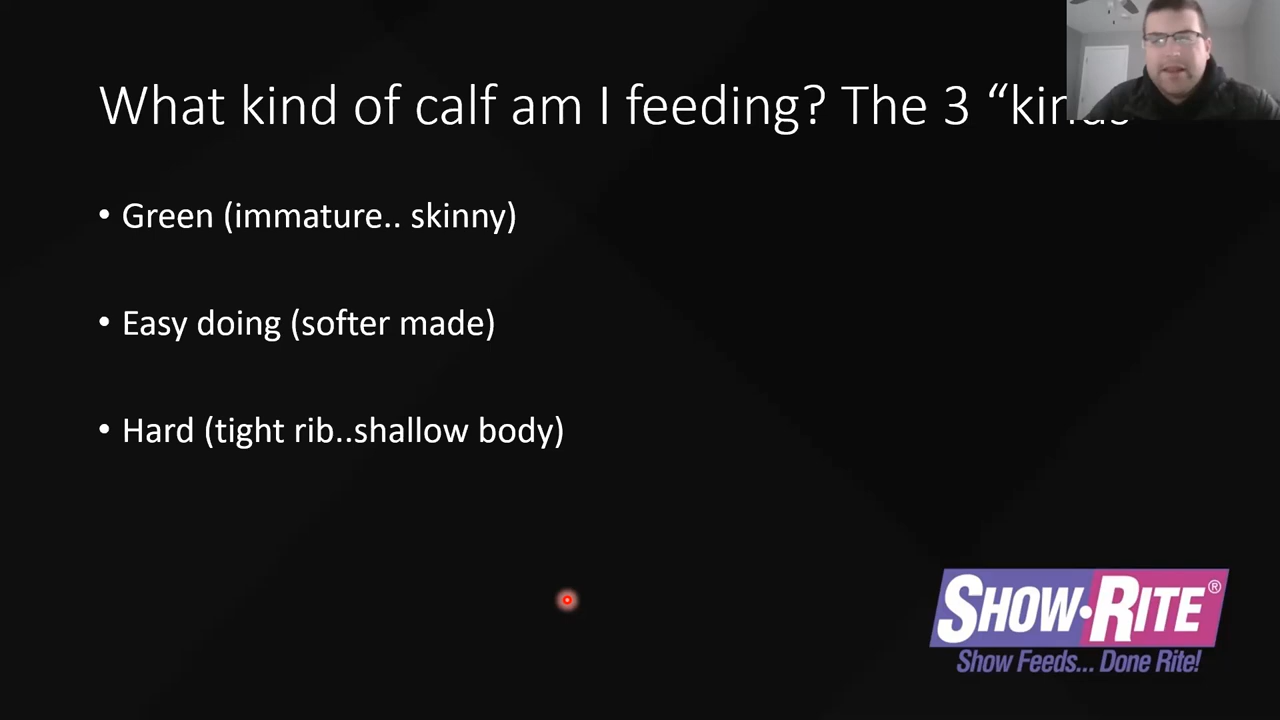 What kind of calf am I feeding? The 3 “kinds
• Green (immature.. skinny)
• Easy doing (softer made)
• Hard (tight rib..shallow body)
SHOW•RITE®
Show Feeds... Done Rite!